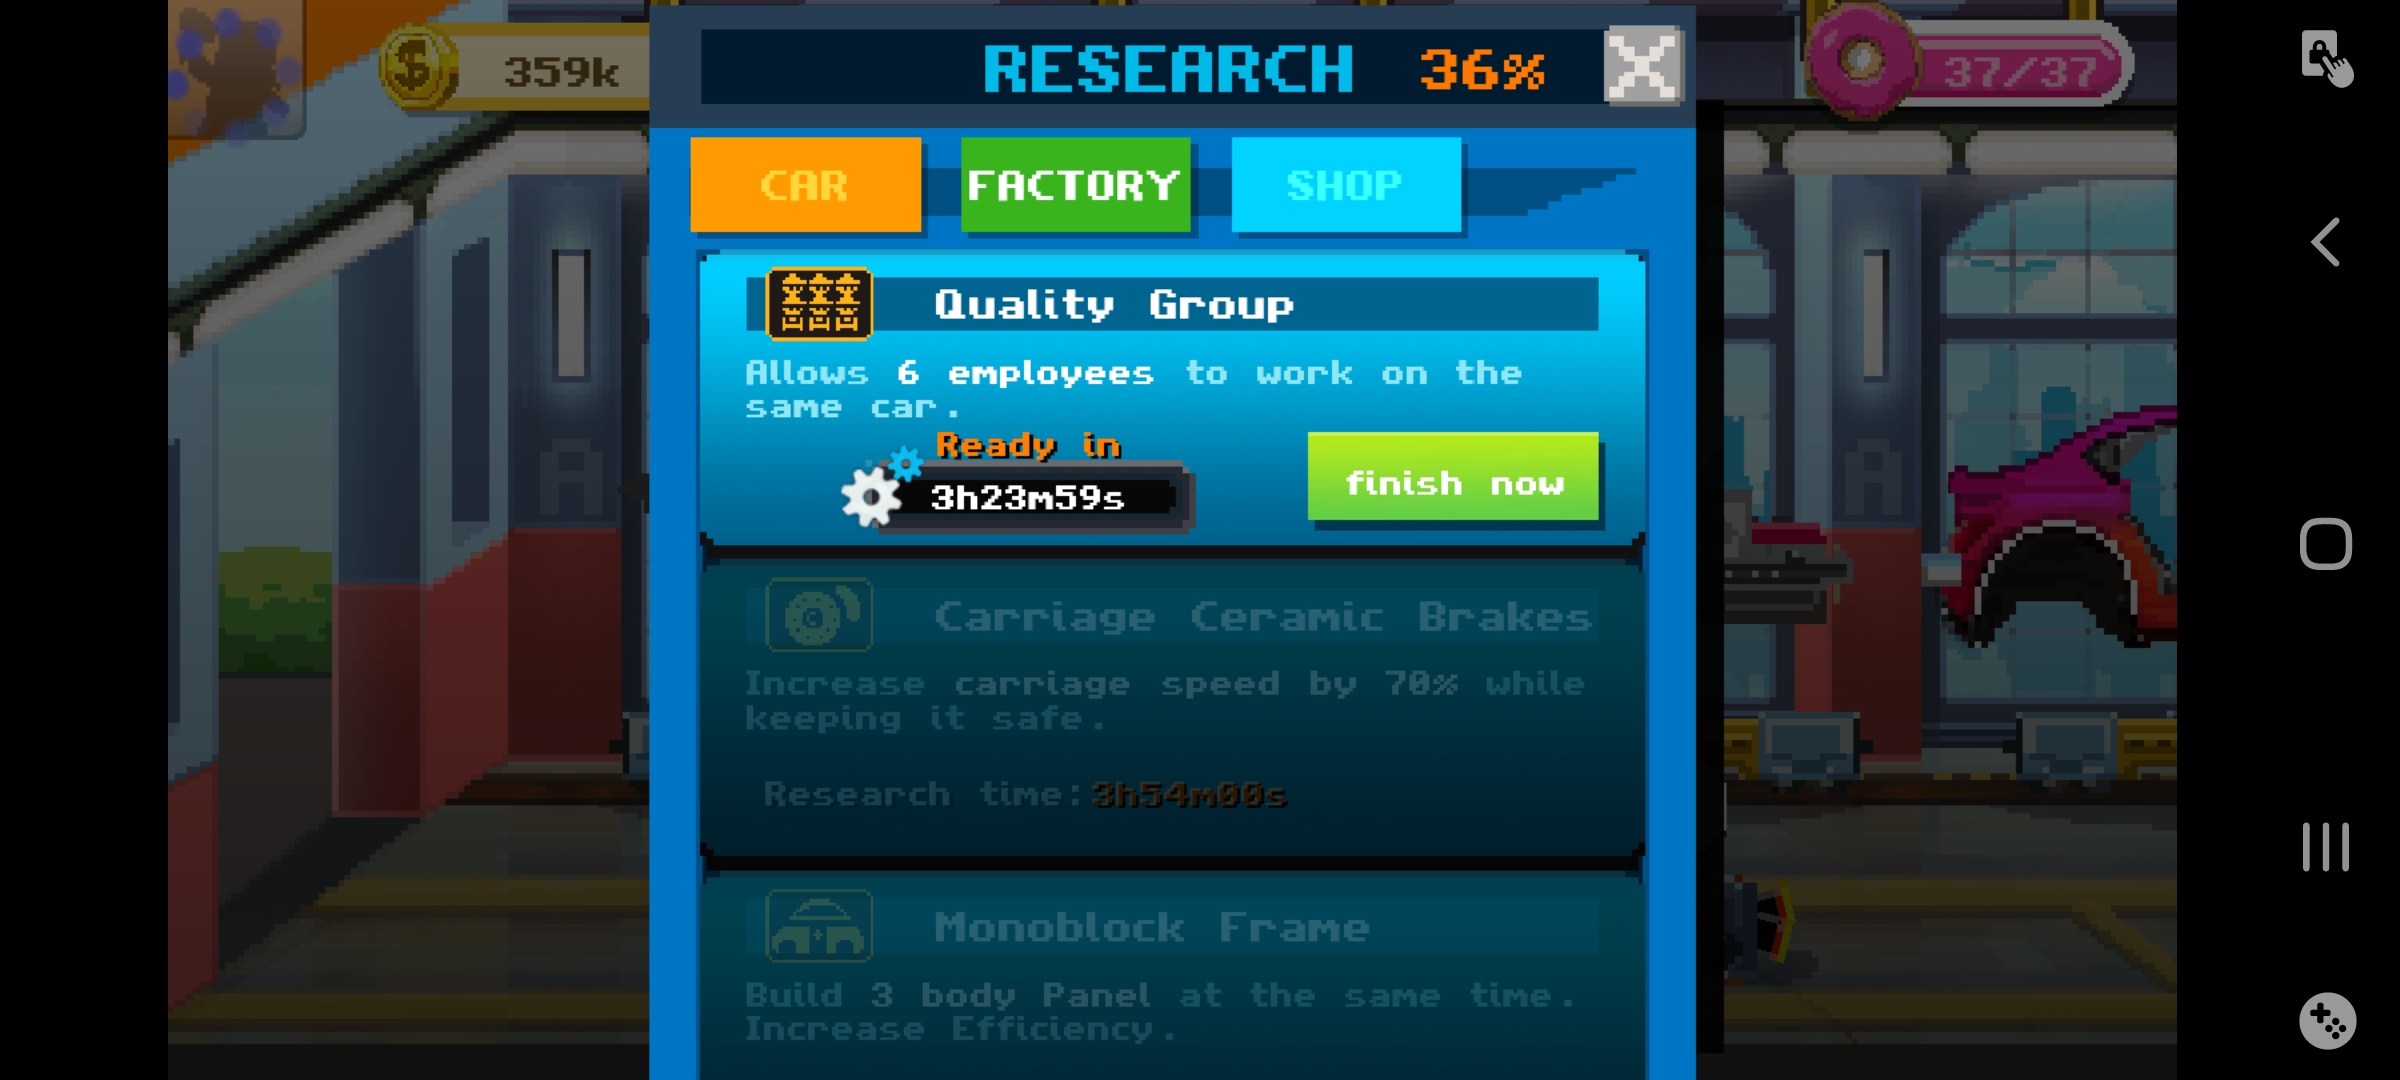 359k
RESEARCH 36%
37/37
CAR
FACTORY
SHOP
Quality Group
Allows 6 employees to work on the
same car.
Ready in
3h23m59s
finish now
Carriage Ceramic Brakes
Increase carriage speed by 70% while
keeping it safe.
Research time:3h54m00s
Monoblock Frame
Build 3 body Panel at the same time.
Increase Efficiency.
A
A